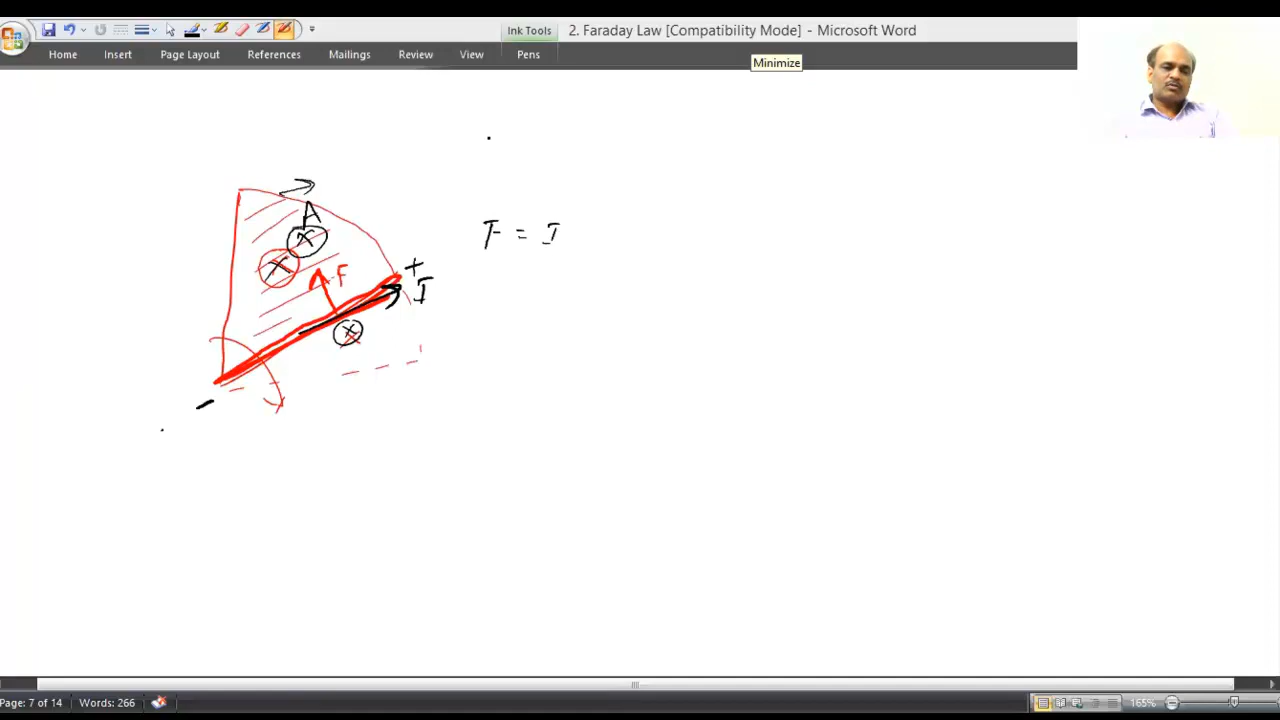 Ink Tools
2. Faraday Law [Compatibility Mode] - Microsoft Word
Home Insert Page Layout References Mailings Review View Pens
Minimize
A
F = I
+
F
I
-
Page: 7 of 14 Words: 266
165%